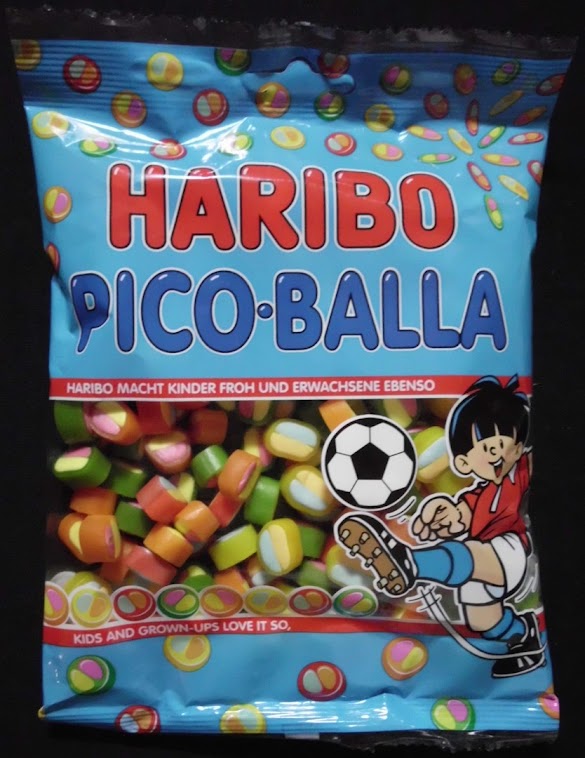 HARIBO
PICO·BALLA
HARIBO MACHT KINDER FROH UND ERWACHSENE EBENSO
KIDS AND GROWN-UPS LOVE IT SO,